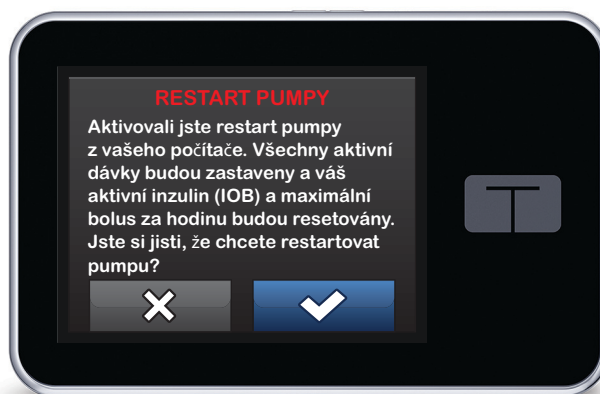 RESTART PUMPY
Aktivovali jste restart pumpy
z vašeho počítače. Všechny aktivní
dávky budou zastaveny a váš
aktivní inzulin (IOB) a maximální
bolus za hodinu budou resetovány.
Jste si jisti, že chcete restartovat
pumpu?